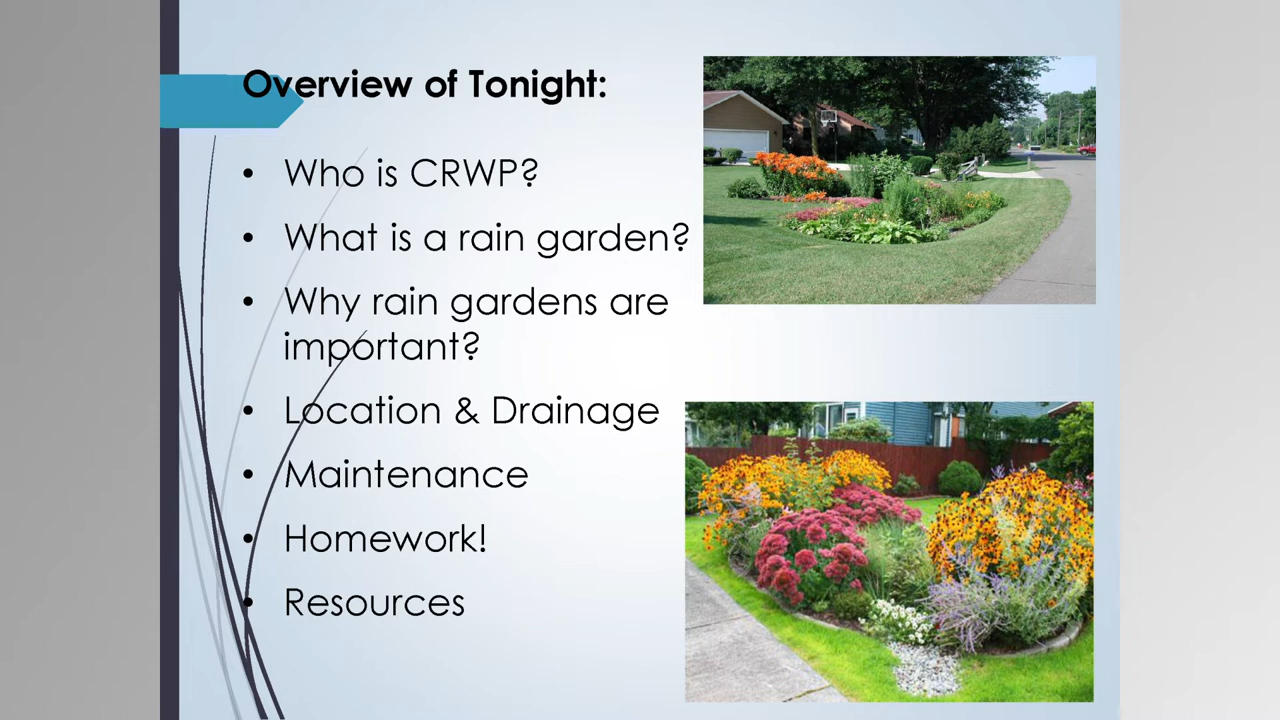 Overview of Tonight:
• Who is CRWP?
• What is a rain garden?
• Why rain gardens are
important?
• Location & Drainage
• Maintenance
• Homework!
• Resources